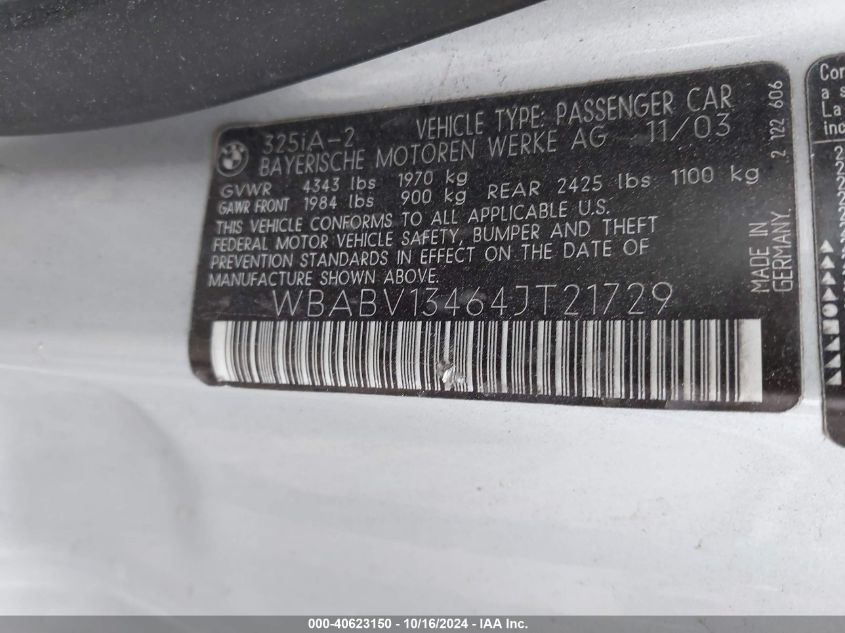 325iA-2 VEHICLE TYPE: PASSENGER CAR
BAYERISCHE MOTOREN WERKE AG 11/03
GVWR 4343 lbs 1970 kg
GAWR FRONT 1984 lbs 900 kg REAR 2425 lbs 1100 kg
THIS VEHICLE CONFORMS TO ALL APPLICABLE U.S.
FEDERAL MOTOR VEHICLE SAFETY, BUMPER AND THEFT
PREVENTION STANDARDS IN EFFECT ON THE DATE OF
MANUFACTURE SHOWN ABOVE.
WBABV13464JT21729
MADE IN
GERMANY.
2 122 606
Con
a s
La
inc
000-40623150 - 10/16/2024 - IAA Inc.